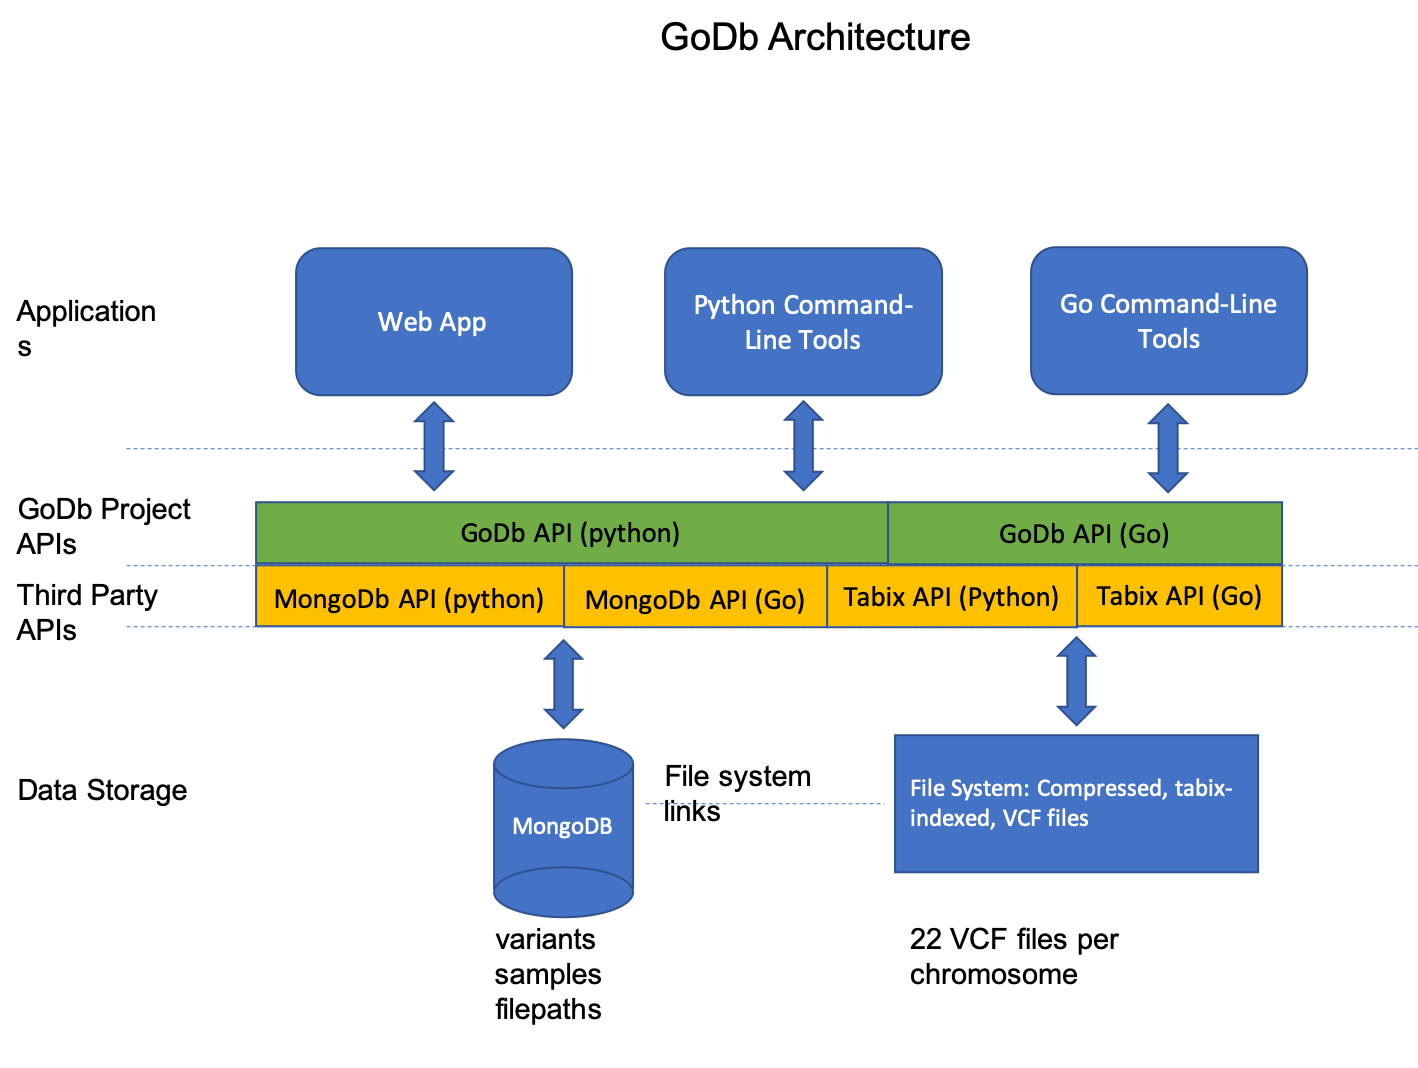 GoDb Architecture
Application
s
Web App
Python Command-
Line Tools
Go Command-Line
Tools
GoDb Project
APIs
GoDb API (python)
GoDb API (Go)
Third Party
APIs
MongoDb API (python)
MongoDb API (Go)
Tabix API (Python)
Tabix API (Go)
Data Storage
MongoDB
File system
links
File System: Compressed, tabix-
indexed, VCF files
variants
samples
filepaths
22 VCF files per
chromosome